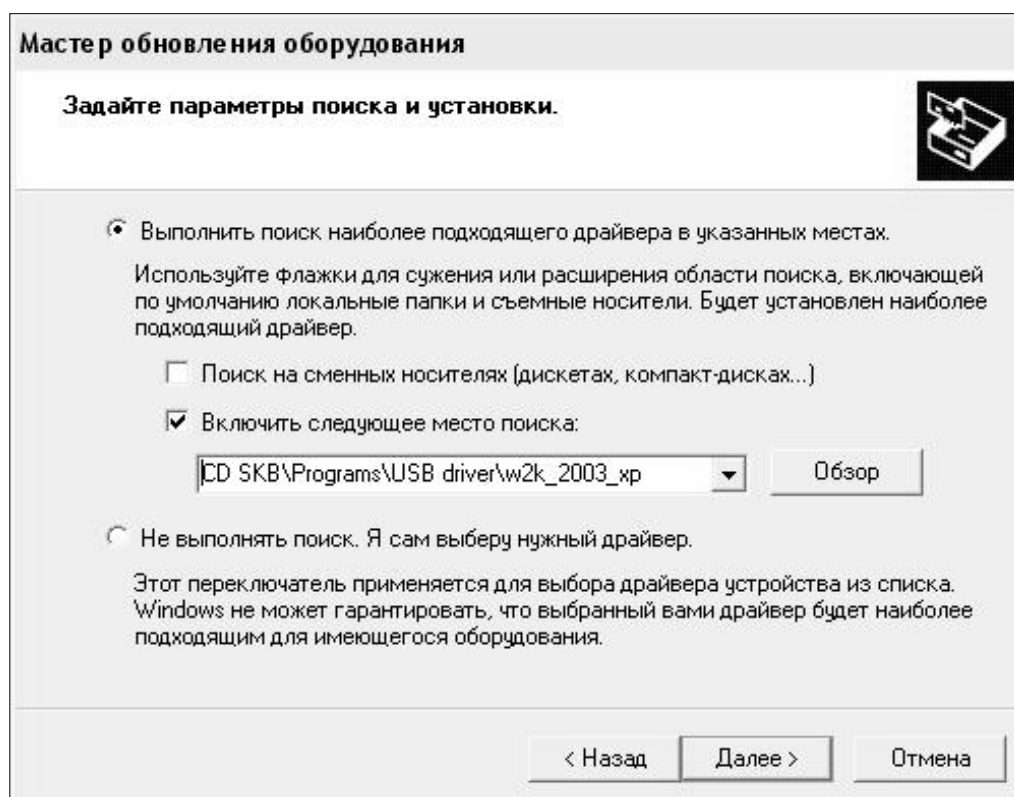 Мастер обновления оборудования
Задайте параметры поиска и установки.
Выполнить поиск наиболее подходящего драйвера в указанных местах.
Используйте флажки для сужения или расширения области поиска, включающей
по умолчанию локальные папки и съемные носители. Будет установлен наиболее
подходящий драйвер.
Поиск на сменных носителях (дискетах, компакт-дисках...)
Включить следующее место поиска:
CD SKB\Programs\USB driver\w2k_2003_xp
Обзор
Не выполнять поиск. Я сам выберу нужный драйвер.
Этот переключатель применяется для выбора драйвера устройства из списка.
Windows не может гарантировать, что выбранный вами драйвер будет наиболее
подходящим для имеющегося оборудования.
< Назад
Далее >
Отмена